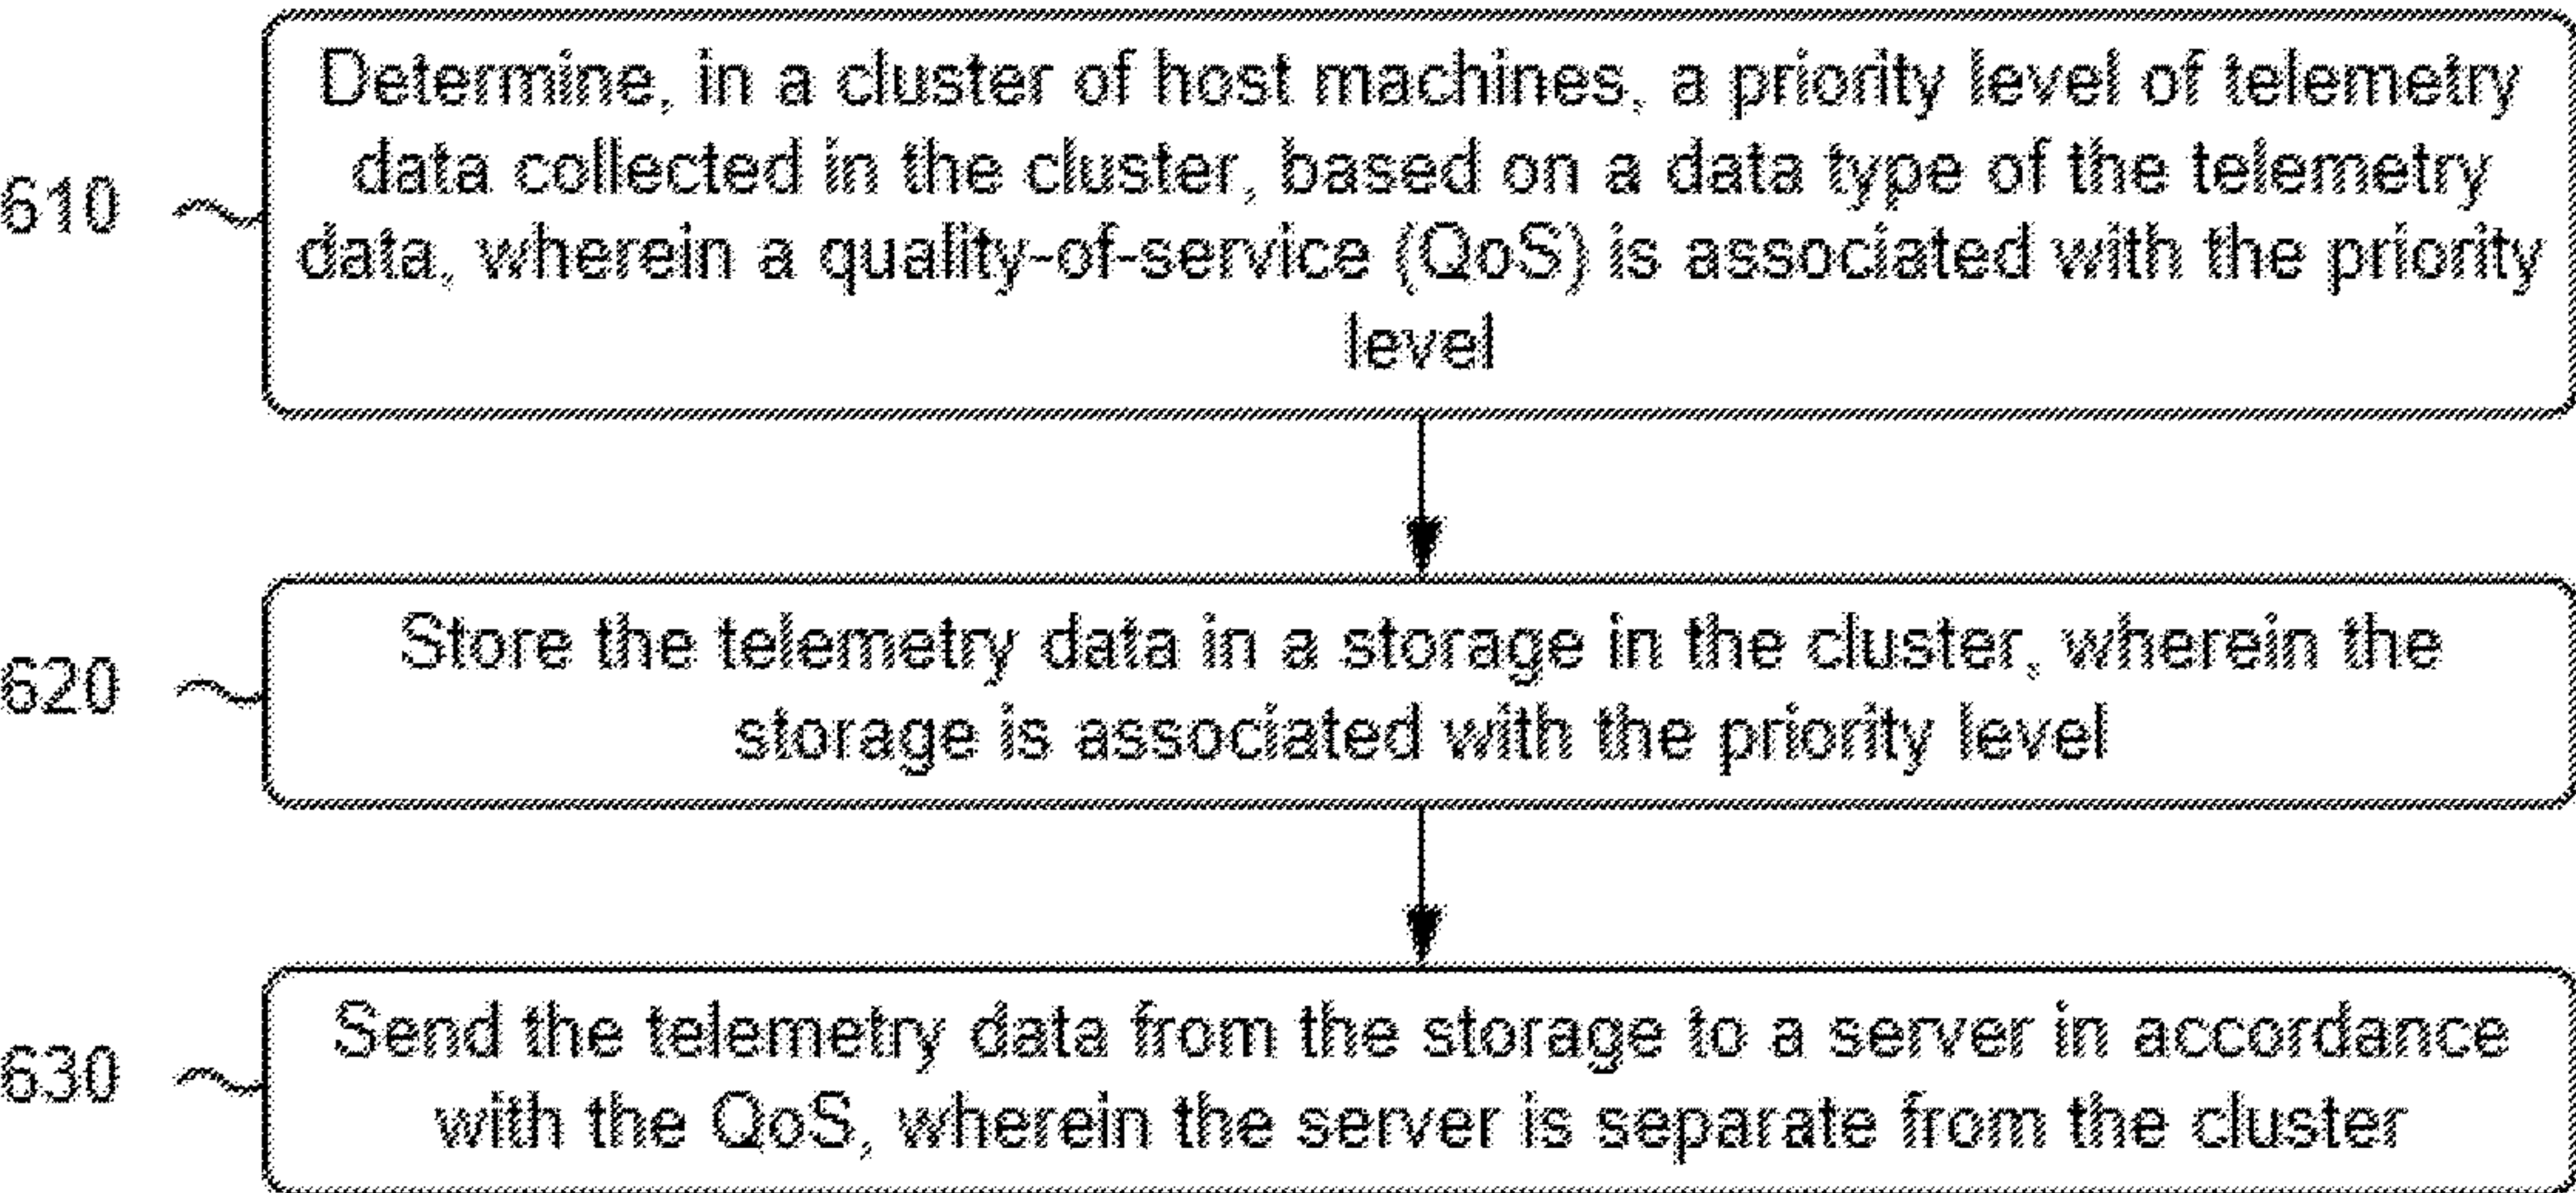 Determine, in a cluster of host machines, a priority level of telemetry
data collected in the cluster, based on a data type of the telemetry
610
data, wherein a quality-of-service (QoS) is associated with the priority
level
Store the telemetry data in a storage in the cluster, wherein the
620
storage is associated with the priority level
Send the telemetry data from the storage to a server in accordance
630
with the QoS, wherein the server is separate from the cluster